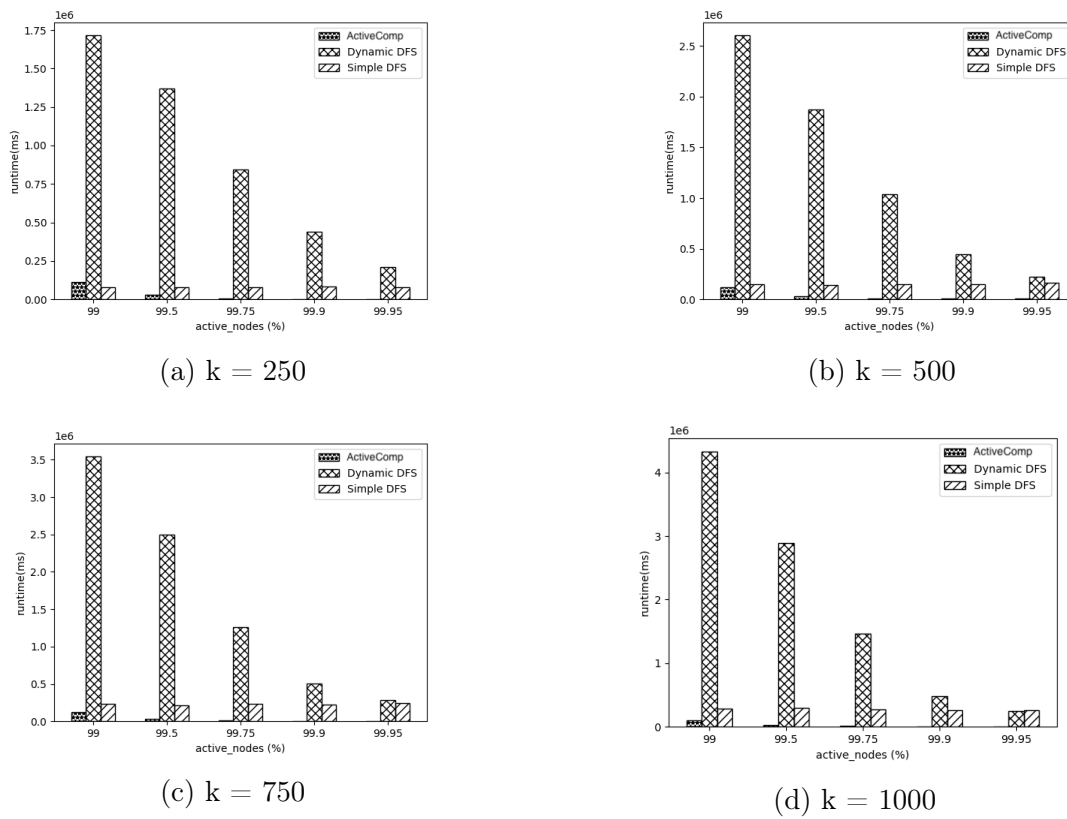 1e6
1.75
1.50
1.25
1.00
0.75
0.50
0.25
0.00
runtime(ms)
ActiveComp
Dynamic DFS
Simple DFS
99 99.5 99.75 99.9 99.95
active_nodes (%)
(a) k = 250
1e6
2.5
2.0
1.5
1.0
0.5
0.0
runtime(ms)
ActiveComp
Dynamic DFS
Simple DFS
99 99.5 99.75 99.9 99.95
active_nodes (%)
(b) k = 500
1e6
3.5
3.0
2.5
2.0
1.5
1.0
0.5
0.0
runtime(ms)
ActiveComp
Dynamic DFS
Simple DFS
99 99.5 99.75 99.9 99.95
active_nodes (%)
(c) k = 750
1e6
4
3
2
1
0
runtime(ms)
ActiveComp
Dynamic DFS
Simple DFS
99 99.5 99.75 99.9 99.95
active_nodes (%)
(d) k = 1000